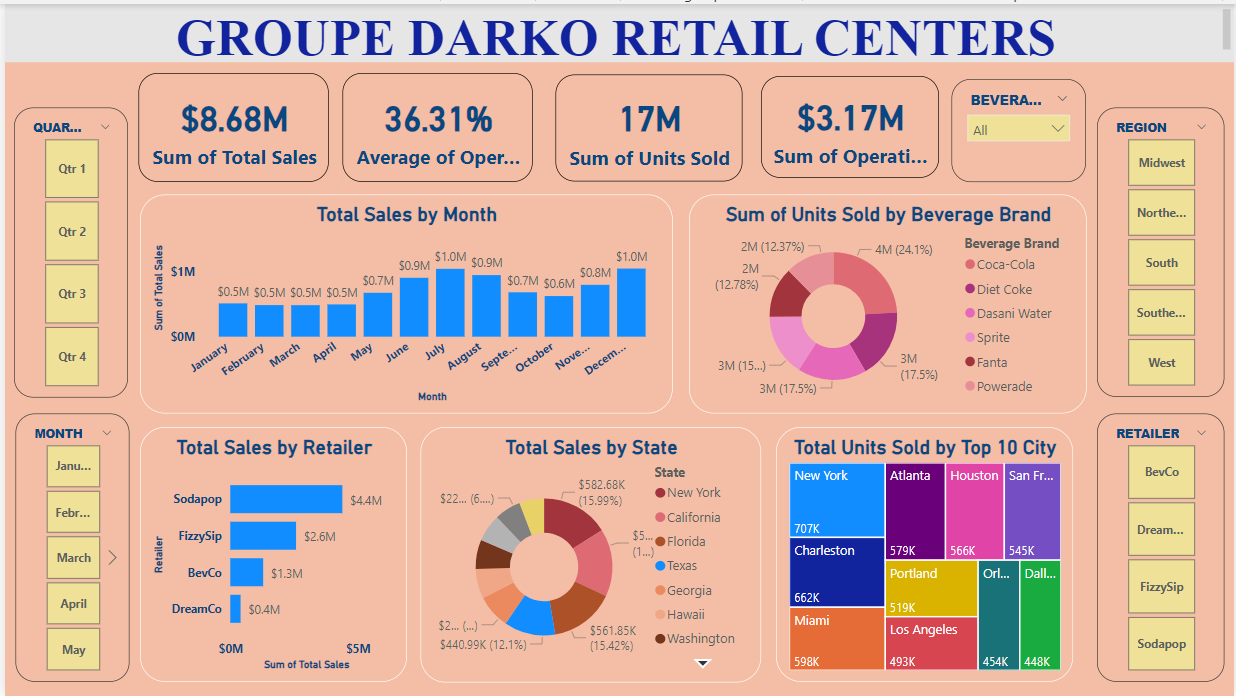 GROUPE DARKO RETAIL CENTERS
QUAR...
Qtr 1
Qtr 2
Qtr 3
Qtr 4
$8.68M
Sum of Total Sales
36.31%
Average of Oper...
17M
Sum of Units Sold
$3.17M
Sum of Operati...
BEVERA...
All
REGION
Midwest
Northe...
South
Southe...
West
Total Sales by Month
Sum of Total Sales
$1M
$0M
$0.5M $0.5M $0.5M $0.5M $0.7M $0.9M $1.0M $0.9M $0.7M $0.6M $0.8M $1.0M
January February March April May June July August Septe... October Nove... Decem...
Month
Sum of Units Sold by Beverage Brand
4M (24.1%)
3M
(17.5%)
3M (17.5%)
3M (15...)
2M
(12.78%)
2M (12.37%)
Beverage Brand
Coca-Cola
Diet Coke
Dasani Water
Sprite
Fanta
Powerade
MONTH
Janu...
Febr...
March
April
May
Total Sales by Retailer
Retailer
Sodapop $4.4M
FizzySip $2.6M
BevCo $1.3M
DreamCo $0.4M
$0M $5M
Sum of Total Sales
Total Sales by State
$582.68K
(15.99%)
$5...
(1...)
$561.85K
(15.42%)
$440.99K (12.1%)
$2... (...)
$22... (6....)
State
New York
California
Florida
Texas
Georgia
Hawaii
Washington
Total Units Sold by Top 10 City
New York
707K
Charleston
662K
Miami
598K
Atlanta
579K
Houston
566K
San Fr...
545K
Portland
519K
Los Angeles
493K
Orl...
454K
Dall...
448K
RETAILER
BevCo
Dream...
FizzySip
Sodapop